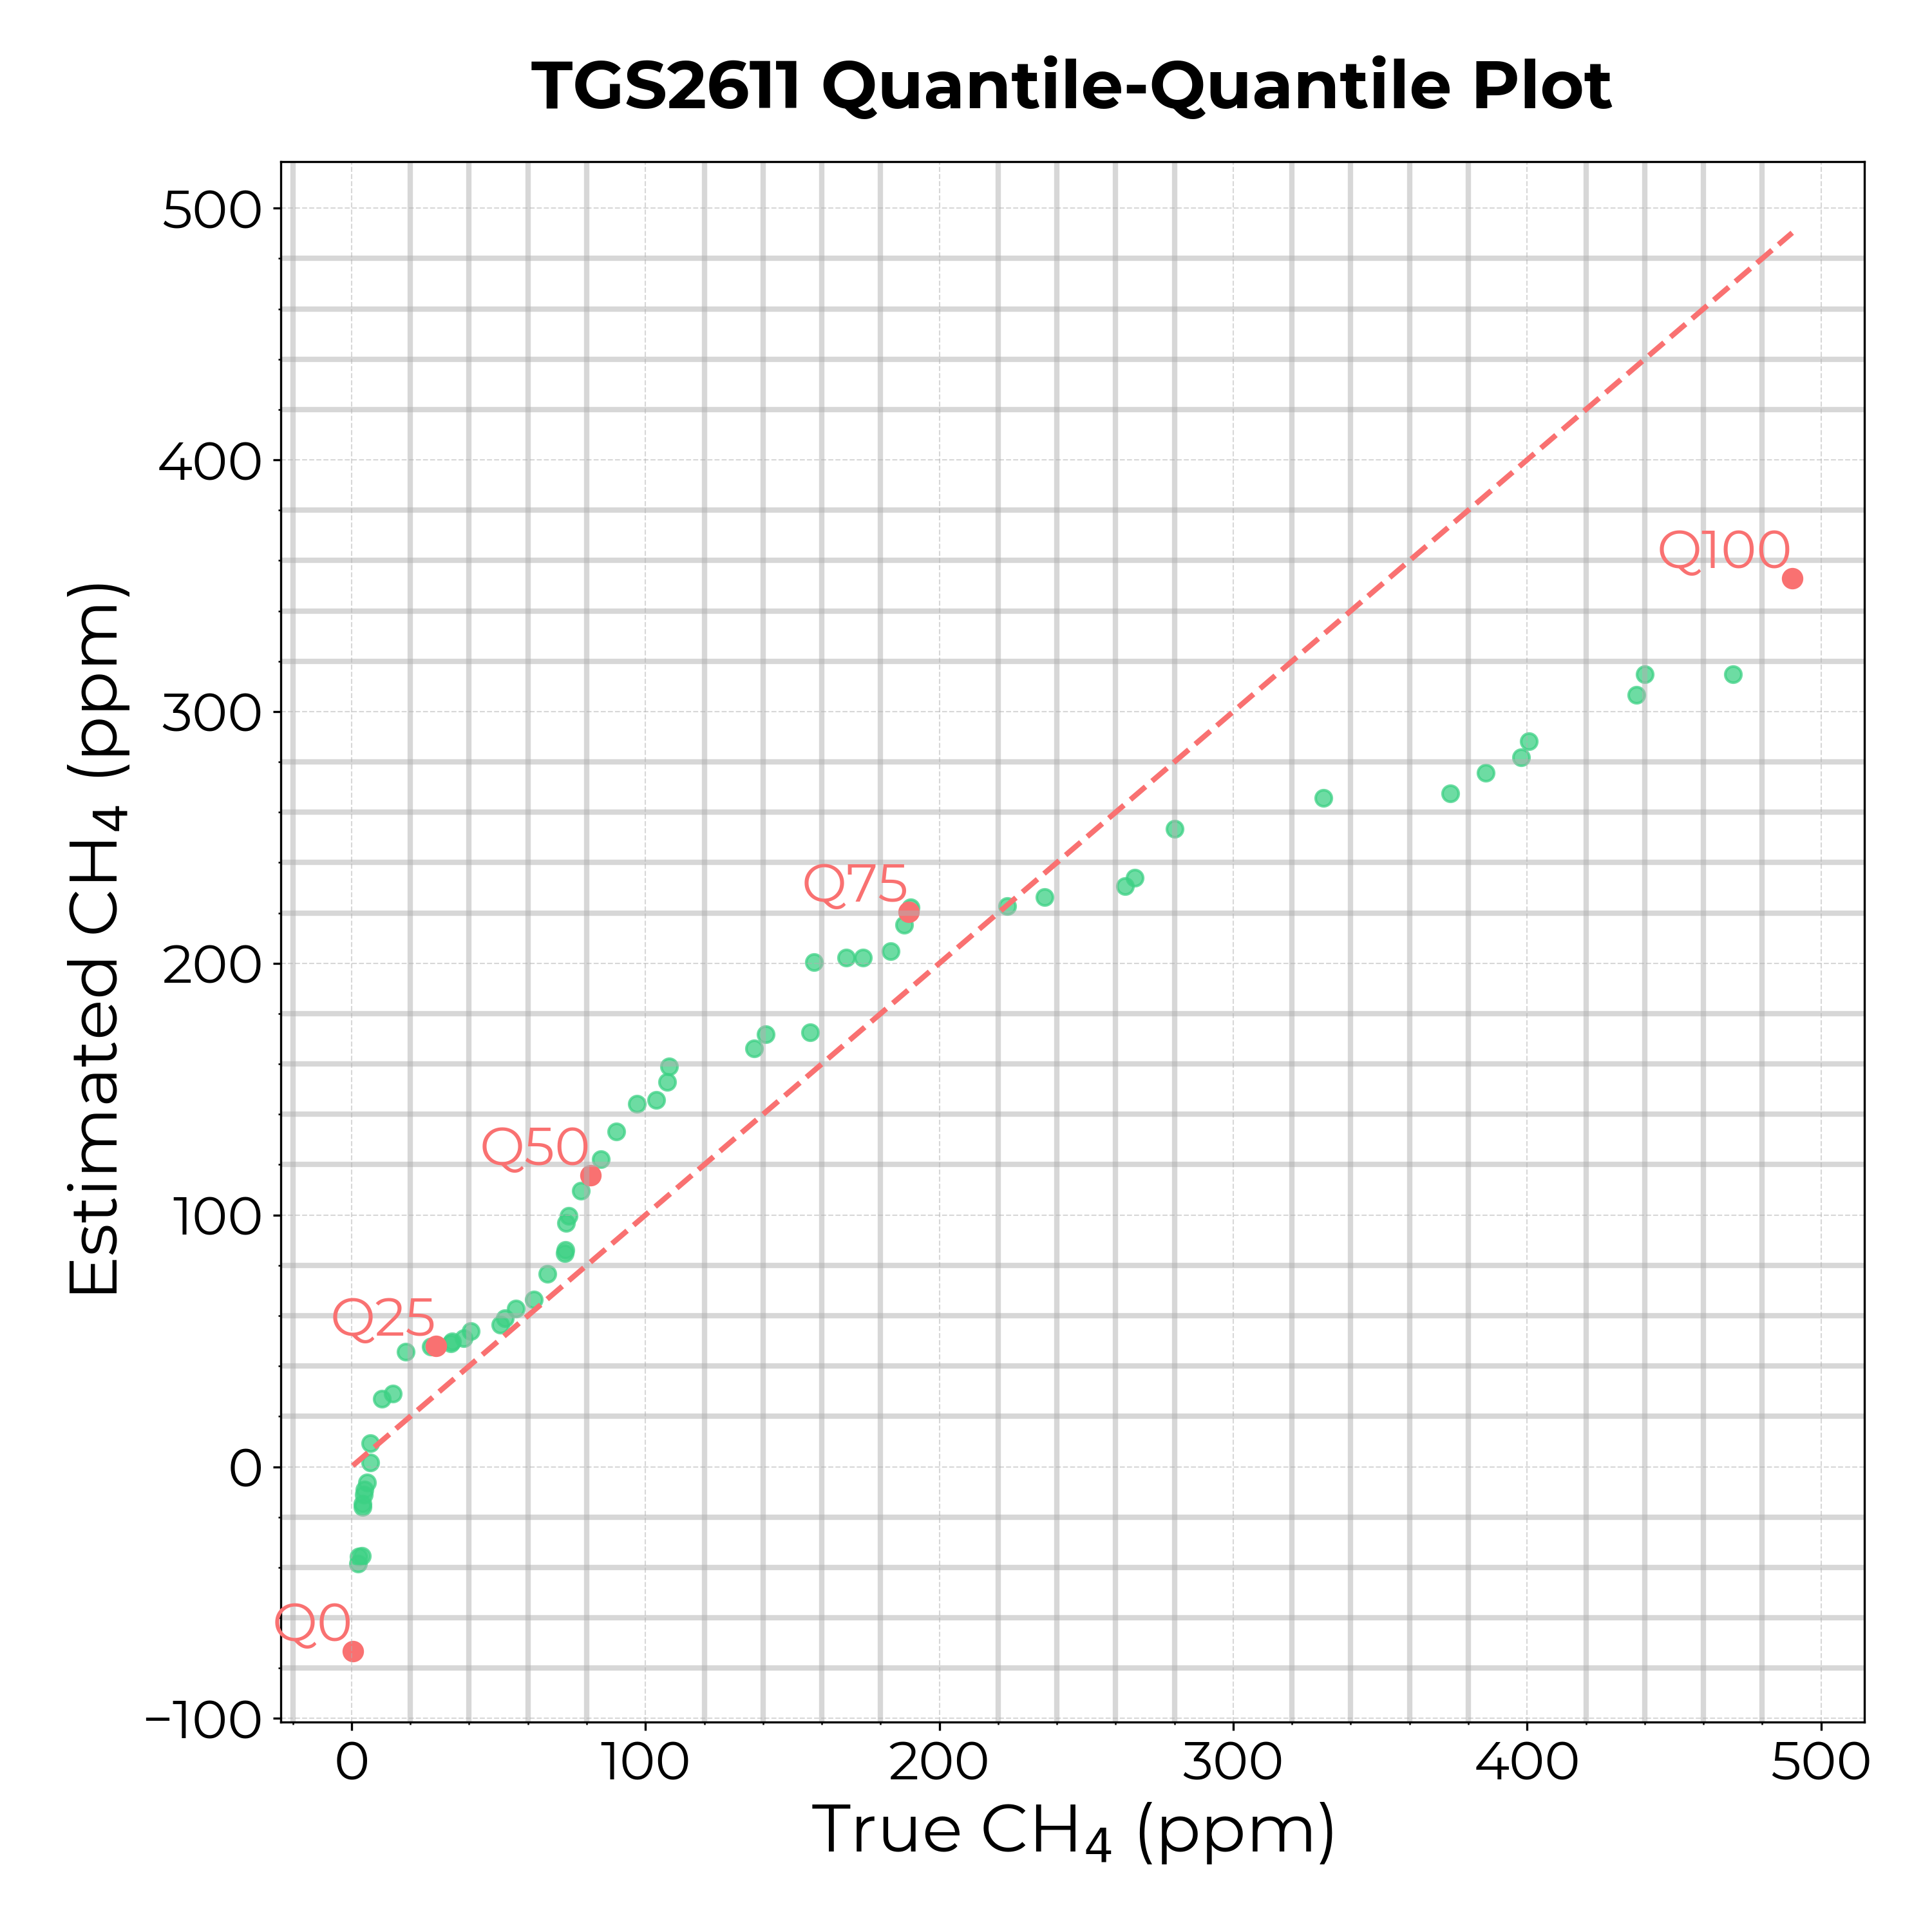 TGS2611 Quantile-Quantile Plot
500
400
300
200
100
0
−100
Estimated CH₄ (ppm)
Q100
Q75
Q50
Q25
Q0
0 100 200 300 400 500
True CH₄ (ppm)